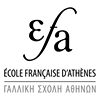 efa
ÉCOLE FRANÇAISE D'ATHÈNES
ΓΑΛΛΙΚΗ ΣΧΟΛΗ ΑΘΗΝΩΝ